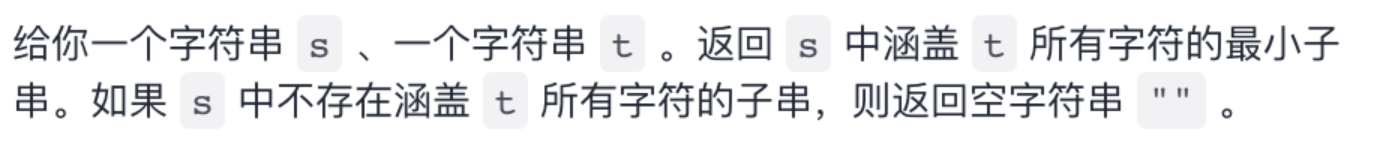 给你一个字符串 s 、一个字符串 t 。返回 s 中涵盖 t 所有字符的最小子
串。如果 s 中不存在涵盖 t 所有字符的子串，则返回空字符串 "" 。